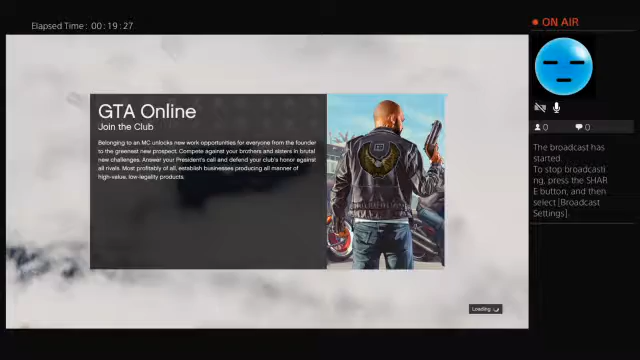 Elapsed Time : 00 : 19 : 27
ON AIR
GTA Online
Join the Club
Belonging to an MC unlocks new work opportunities for everyone from the founder
to the greenest new prospect. Compete against your brothers and sisters in brutal
new challenges. Answer your President's call and defend your club's honor against
all rivals. Most profitably of all, establish businesses producing all manner of
high-value, low-legality products.
0 0
The broadcast has
started.
To stop broadcasti
ng, press the SHAR
E button, and then
select [Broadcast
Settings].
Loading